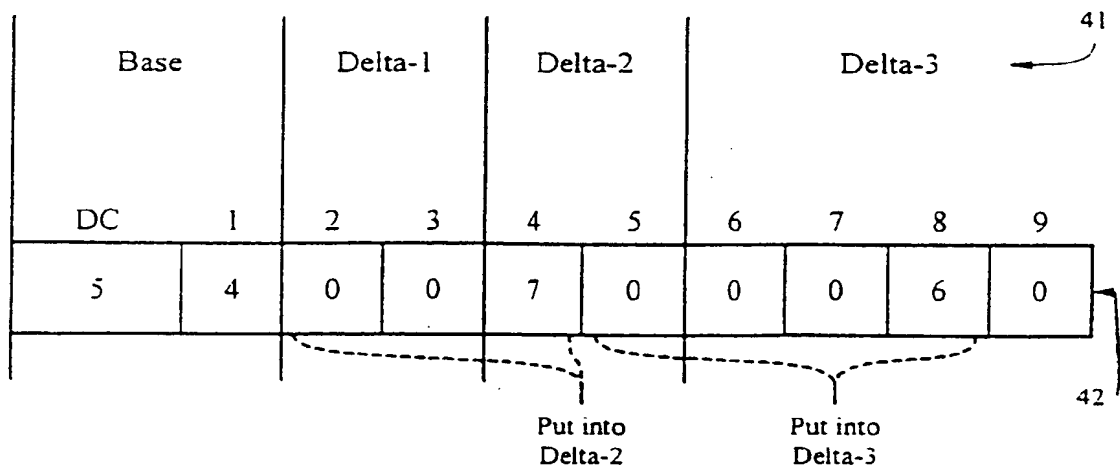 41
Base Delta-1 Delta-2 Delta-3
DC 1 2 3 4 5 6 7 8 9
5 4 0 0 7 0 0 0 6 0
42
Put into Put into
Delta-2 Delta-3